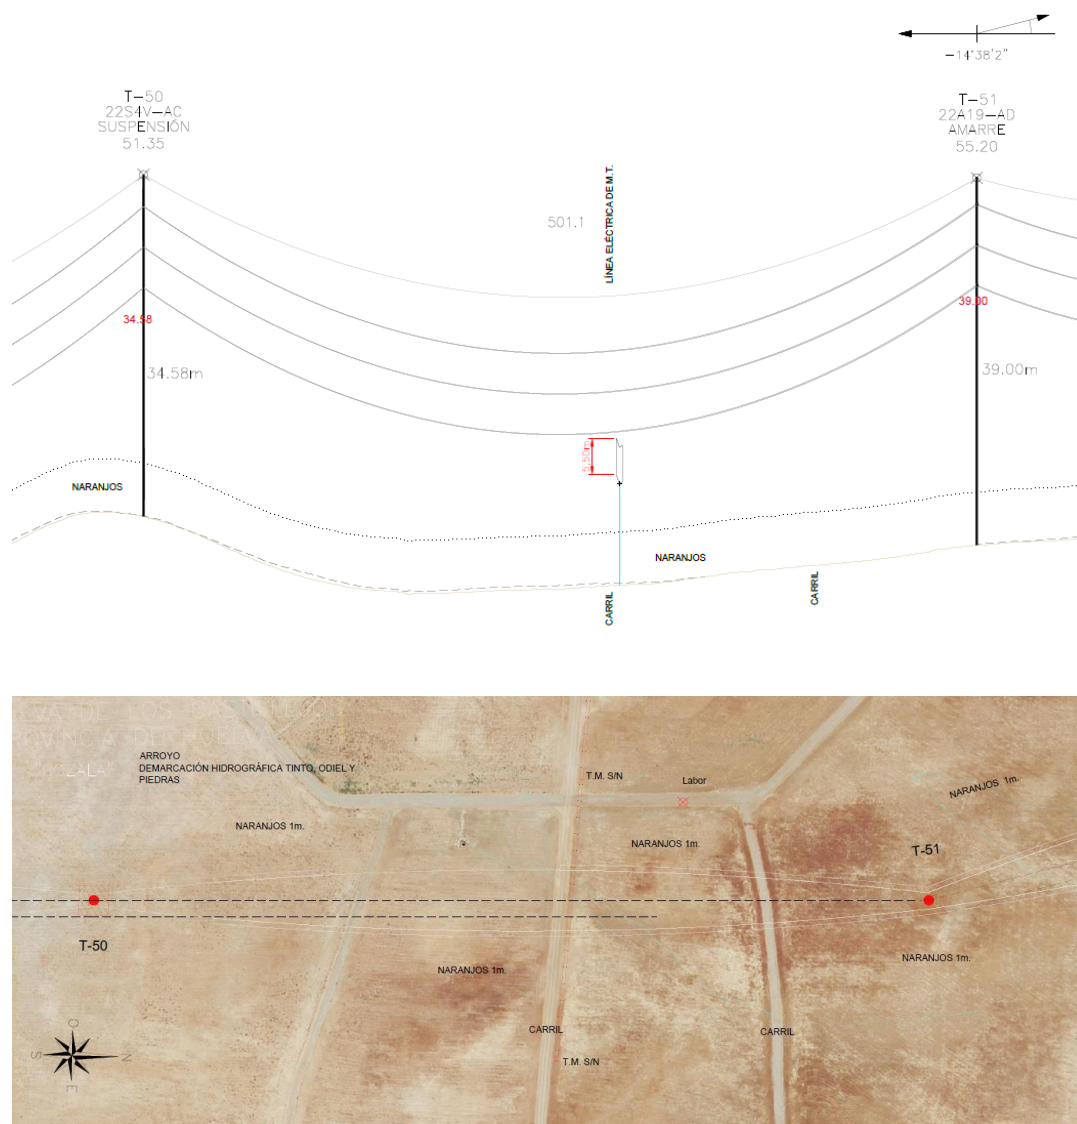 -14°38'2"
T-50
22S4V-AC
SUSPENSIÓN
51.35
T-51
22A19-AD
AMARRE
55.20
LÍNEA ELÉCTRICA DE M.T.
501.1
34.58
39.00
34.58m
39.00m
5.50m
NARANJOS
NARANJOS
CARRIL
CARRIL
ARROYO
DEMARCACIÓN HIDROGRÁFICA TINTO, ODIEL Y
PIEDRAS
T.M. S/N
Labor
NARANJOS 1m.
NARANJOS 1m.
NARANJOS 1m.
T-51
T-50
NARANJOS 1m.
NARANJOS 1m.
CARRIL
CARRIL
T.M. S/N
O
S
N
E